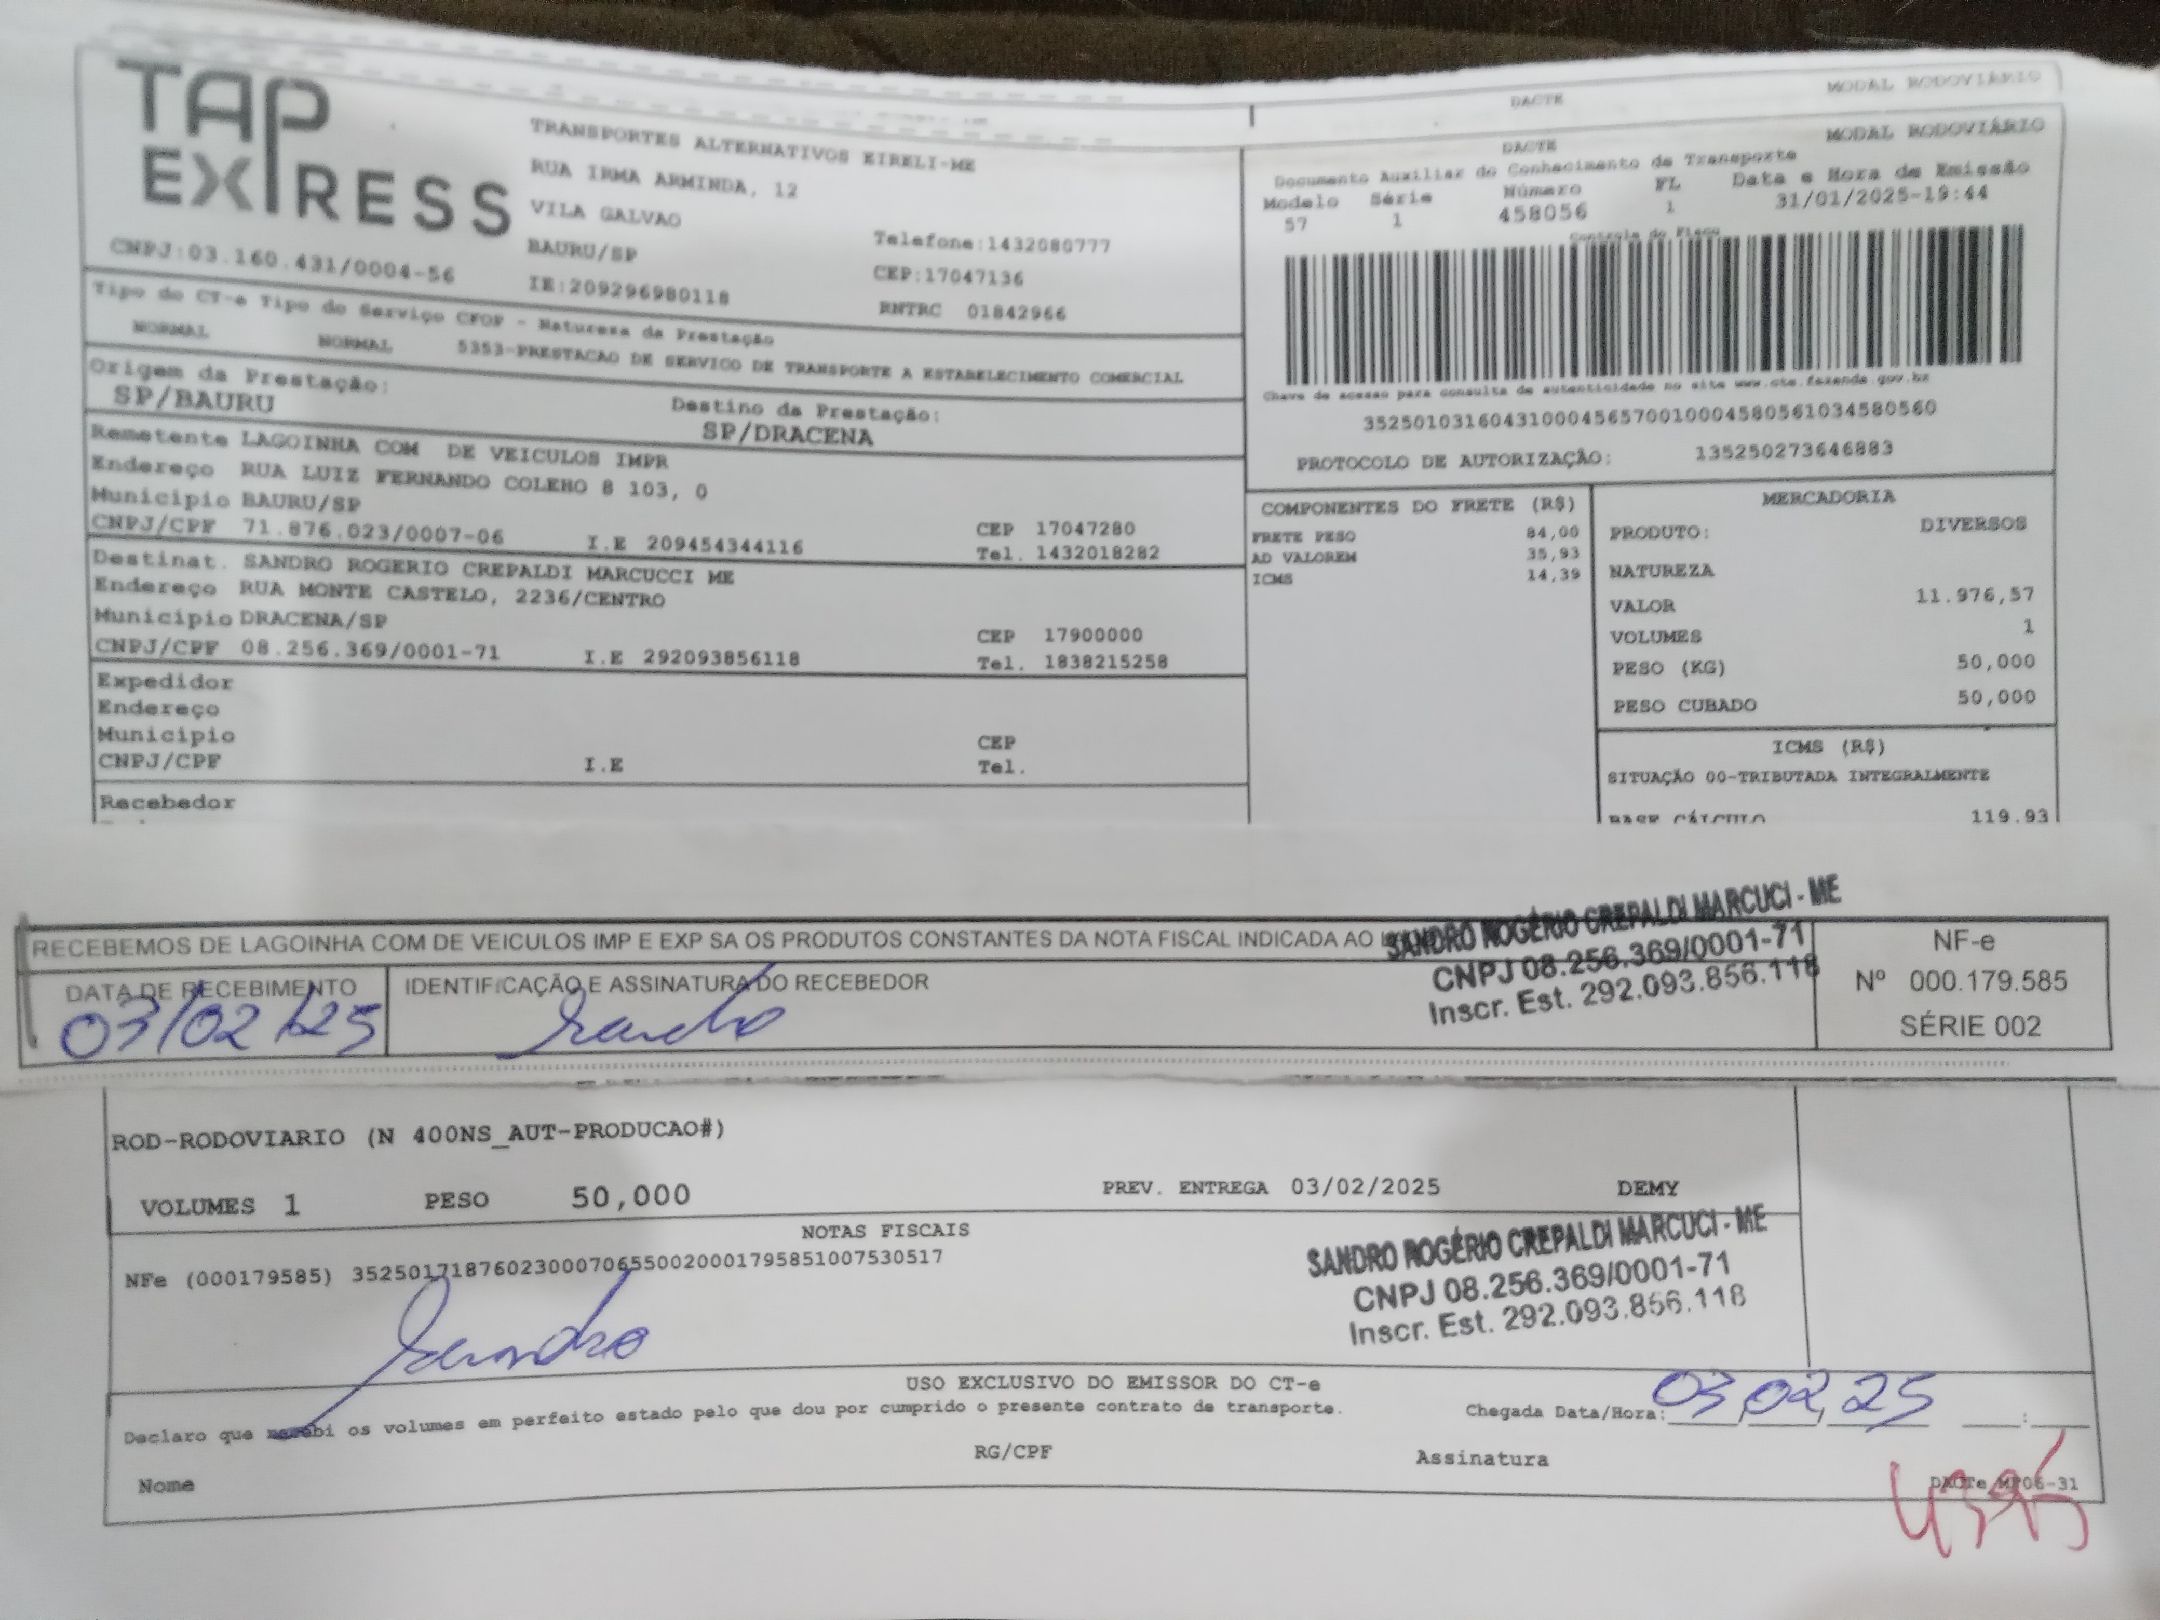 DACTE
MODAL RODOVIÁRIO
TAP EXPRESS
CNPJ:03.160.431/0004-56
TRANSPORTES ALTERNATIVOS EIRELI-ME
RUA IRMA ARMINDA, 12
VILA GALVAO
BAURU/SP
IE:209296980118
Telefone:1432080777
CEP:17047136
RNTRC 01842966
DACTE
MODAL RODOVIÁRIO
Documento Auxiliar do Conhecimento de Transporte
Modelo Série Número FL Data e Hora de Emissão
57 1 458056 1 31/01/2025-19:44
Controle do Fisco
Chave de acesso para consulta de autenticidade no site www.cte.fazenda.gov.br
35250103160431000456570010004580561034580560
PROTOCOLO DE AUTORIZAÇÃO: 135250273646883
Tipo do CT-e Tipo do Serviço CFOP - Natureza da Prestação
NORMAL NORMAL 5353-PRESTACAO DE SERVICO DE TRANSPORTE A ESTABELECIMENTO COMERCIAL
Origem da Prestação: Destino da Prestação:
SP/BAURU SP/DRACENA
Remetente LAGOINHA COM DE VEICULOS IMPR
Endereço RUA LUIZ FERNANDO COLEHO 8 103, 0
Municipio BAURU/SP CEP 17047280
CNPJ/CPF 71.876.023/0007-06 I.E 209454344116 Tel. 1432018282
Destinat. SANDRO ROGERIO CREPALDI MARCUCCI ME
Endereço RUA MONTE CASTELO, 2236/CENTRO
Municipio DRACENA/SP CEP 17900000
CNPJ/CPF 08.256.369/0001-71 I.E 292093856118 Tel. 1838215258
Expedidor
Endereço
Municipio CEP
CNPJ/CPF I.E Tel.
Recebedor
COMPONENTES DO FRETE (R$)
FRETE PESO 84,00
AD VALOREM 35,93
ICMS 14,39
MERCADORIA
PRODUTO: DIVERSOS
NATUREZA
VALOR 11.976,57
VOLUMES 1
PESO (KG) 50,000
PESO CUBADO 50,000
ICMS (R$)
SITUAÇÃO 00-TRIBUTADA INTEGRALMENTE
BASE CÁLCULO 119,93
RECEBEMOS DE LAGOINHA COM DE VEICULOS IMP E EXP SA OS PRODUTOS CONSTANTES DA NOTA FISCAL INDICADA AO
SANDRO ROGÉRIO CREPALDI MARCUCI - ME
CNPJ 08.256.369/0001-71
Inscr. Est. 292.093.856.118
NF-e
Nº 000.179.585
SÉRIE 002
DATA DE RECEBIMENTO
03/02/25
IDENTIFICAÇÃO E ASSINATURA DO RECEBEDOR
Sandro
ROD-RODOVIARIO (N 400NS_AUT-PRODUCAO#)
VOLUMES 1 PESO 50,000 PREV. ENTREGA 03/02/2025 DEMY
NOTAS FISCAIS
NFe (000179585) 35250171876023000706550020001795851007530517
SANDRO ROGÉRIO CREPALDI MARCUCI - ME
CNPJ 08.256.369/0001-71
Inscr. Est. 292.093.856.118
Sandro
USO EXCLUSIVO DO EMISSOR DO CT-e
Declaro que recebi os volumes em perfeito estado pelo que dou por cumprido o presente contrato de transporte. Chegada Data/Hora: 03/02/25 :
Nome RG/CPF Assinatura
DACTe MP06-31